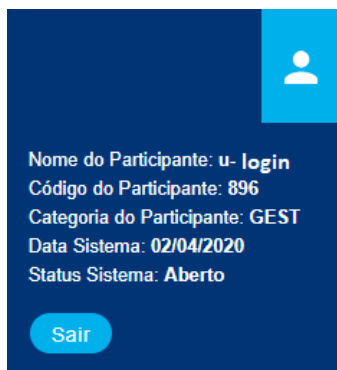 Nome do Participante: u- login
Código do Participante: 896
Categoria do Participante: GEST
Data Sistema: 02/04/2020
Status Sistema: Aberto
Sair